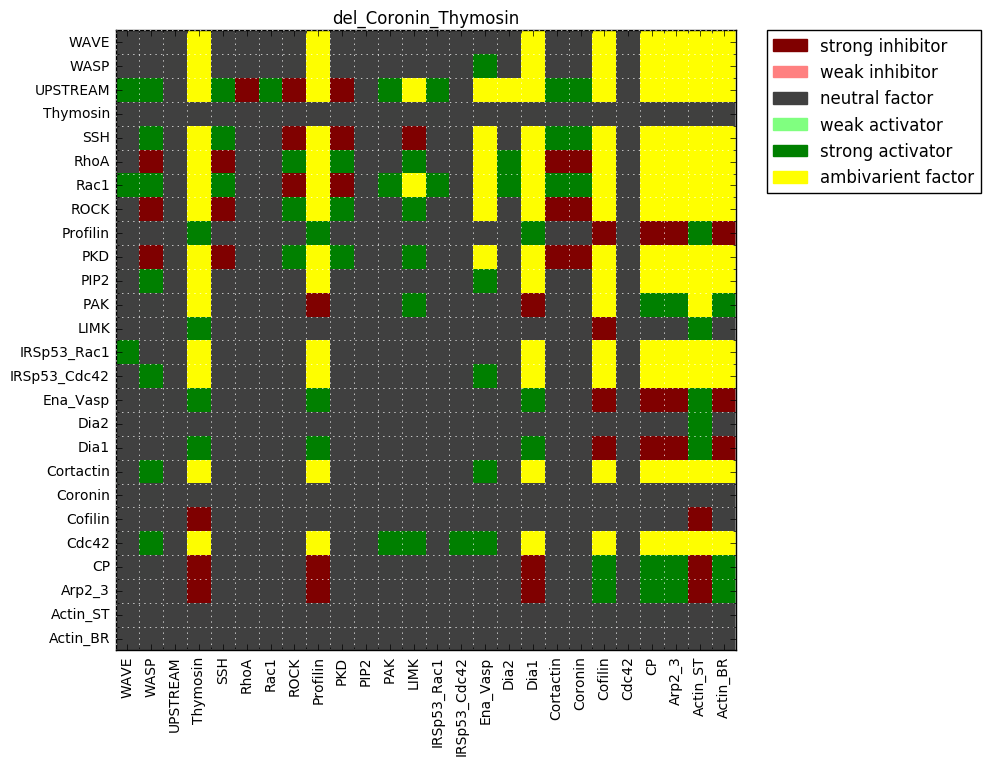 del_Coronin_Thymosin
WAVE
WASP
UPSTREAM
Thymosin
SSH
RhoA
Rac1
ROCK
Profilin
PKD
PIP2
PAK
LIMK
IRSp53_Rac1
IRSp53_Cdc42
Ena_Vasp
Dia2
Dia1
Cortactin
Coronin
Cofilin
Cdc42
CP
Arp2_3
Actin_ST
Actin_BR
WAVE
WASP
UPSTREAM
Thymosin
SSH
RhoA
Rac1
ROCK
Profilin
PKD
PIP2
PAK
LIMK
IRSp53_Rac1
IRSp53_Cdc42
Ena_Vasp
Dia2
Dia1
Cortactin
Coronin
Cofilin
Cdc42
CP
Arp2_3
Actin_ST
Actin_BR
strong inhibitor
weak inhibitor
neutral factor
weak activator
strong activator
ambivarient factor